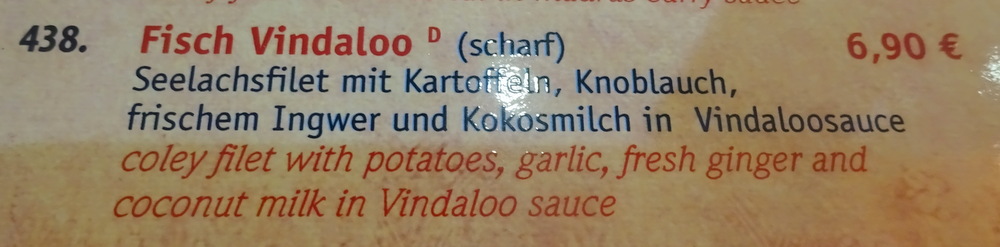 438. Fisch Vindaloo D (scharf) 6,90 €
Seelachsfilet mit Kartoffeln, Knoblauch,
frischem Ingwer und Kokosmilch in Vindaloosauce
coley filet with potatoes, garlic, fresh ginger and
coconut milk in Vindaloo sauce